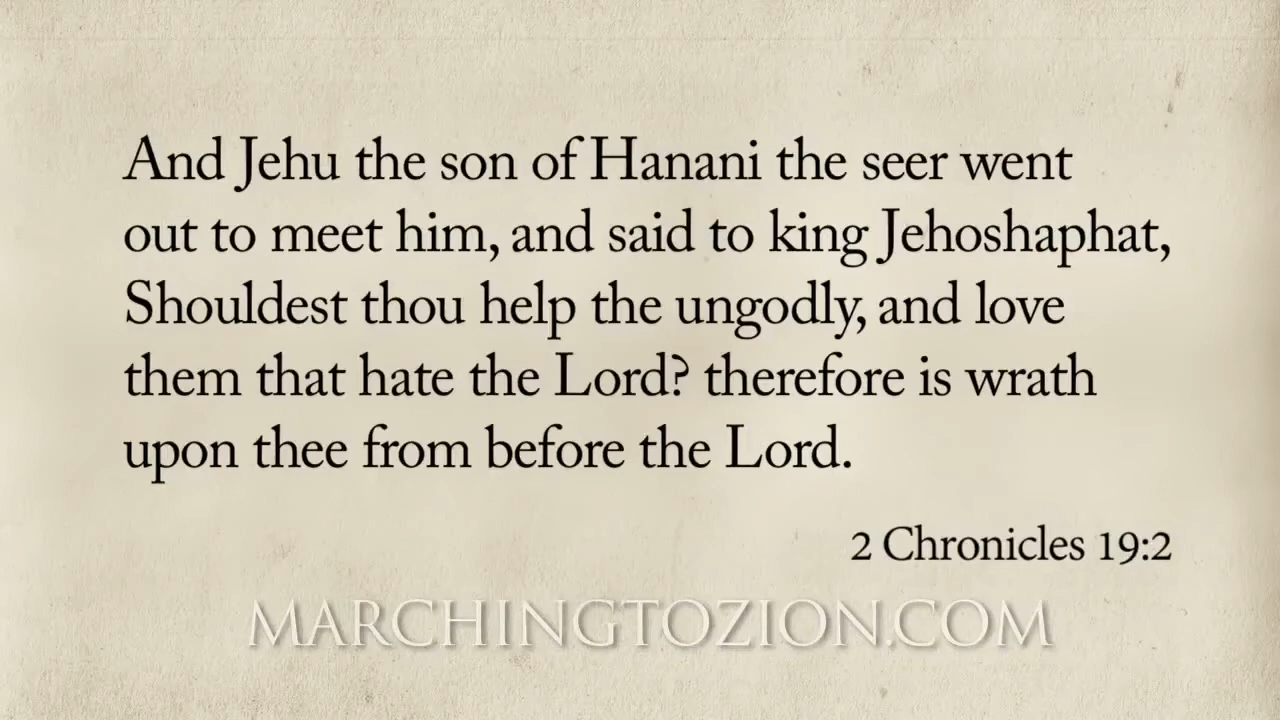 And Jehu the son of Hanani the seer went
out to meet him, and said to king Jehoshaphat,
Shouldest thou help the ungodly, and love
them that hate the Lord? therefore is wrath
upon thee from before the Lord.
2 Chronicles 19:2
MARCHINGTOZION.COM